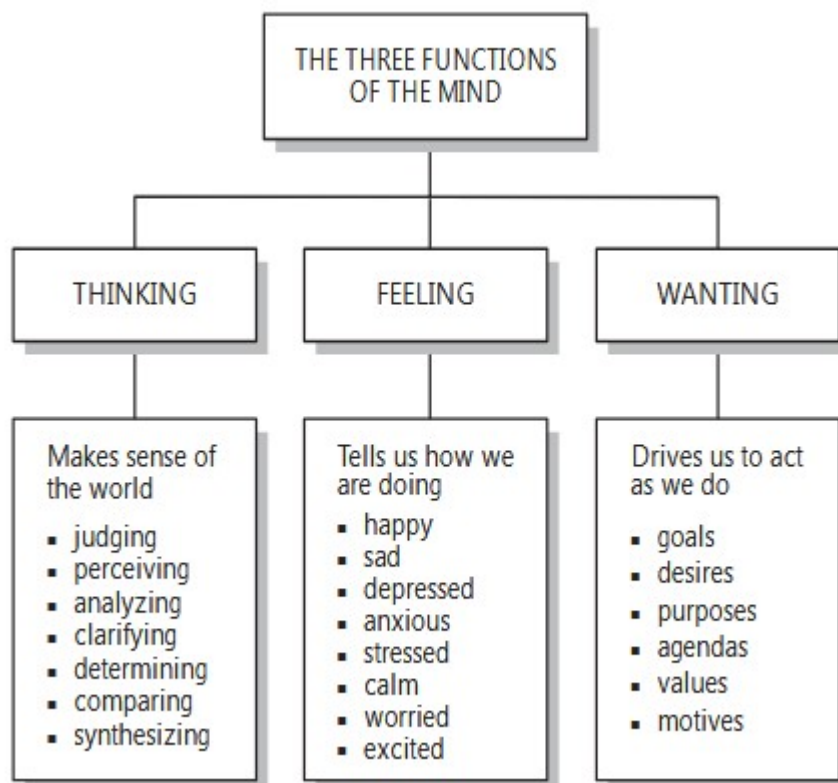 THE THREE FUNCTIONS
OF THE MIND
THINKING
FEELING
WANTING
Makes sense of
the world
▪ judging
▪ perceiving
▪ analyzing
▪ clarifying
▪ determining
▪ comparing
▪ synthesizing
Tells us how we
are doing
▪ happy
▪ sad
▪ depressed
▪ anxious
▪ stressed
▪ calm
▪ worried
▪ excited
Drives us to act
as we do
▪ goals
▪ desires
▪ purposes
▪ agendas
▪ values
▪ motives